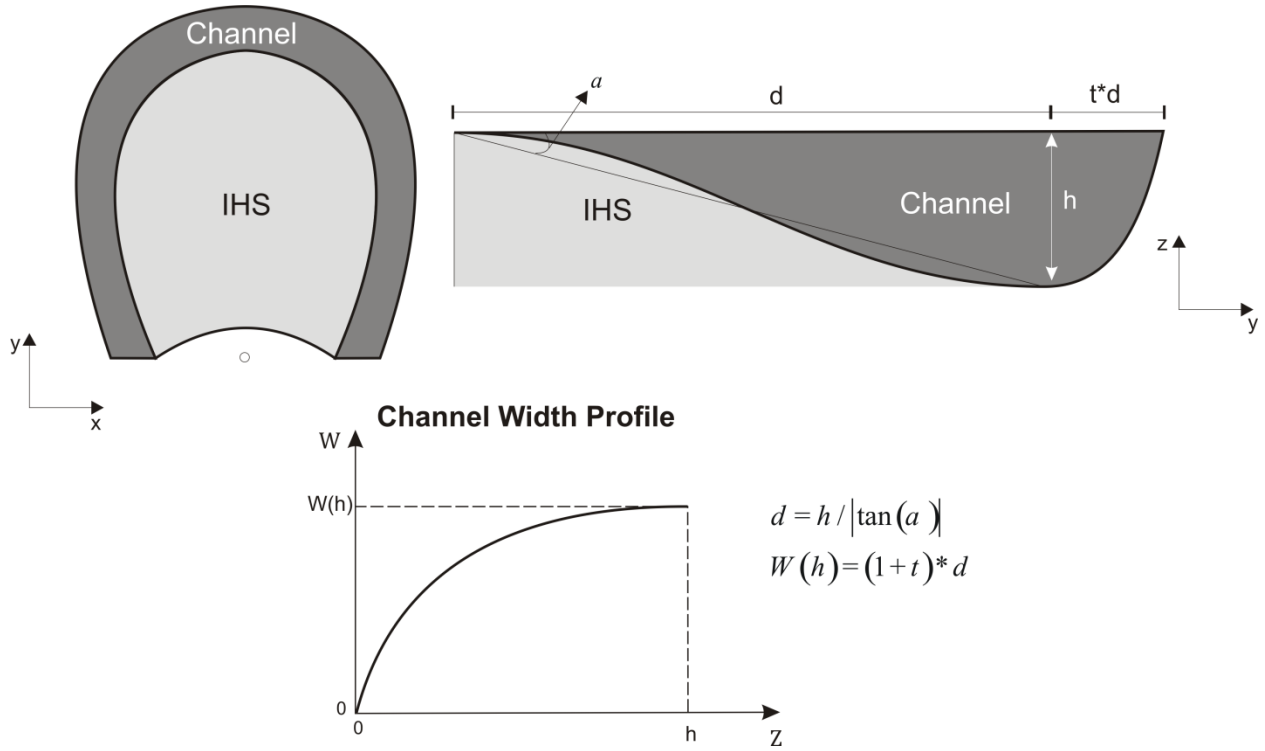 Channel
IHS
y
x
a
d
t*d
IHS
Channel
h
z
y
Channel Width Profile
W
W(h)
0
0
h
Z
d = h / |tan(a )|
W(h) = (1+t)* d